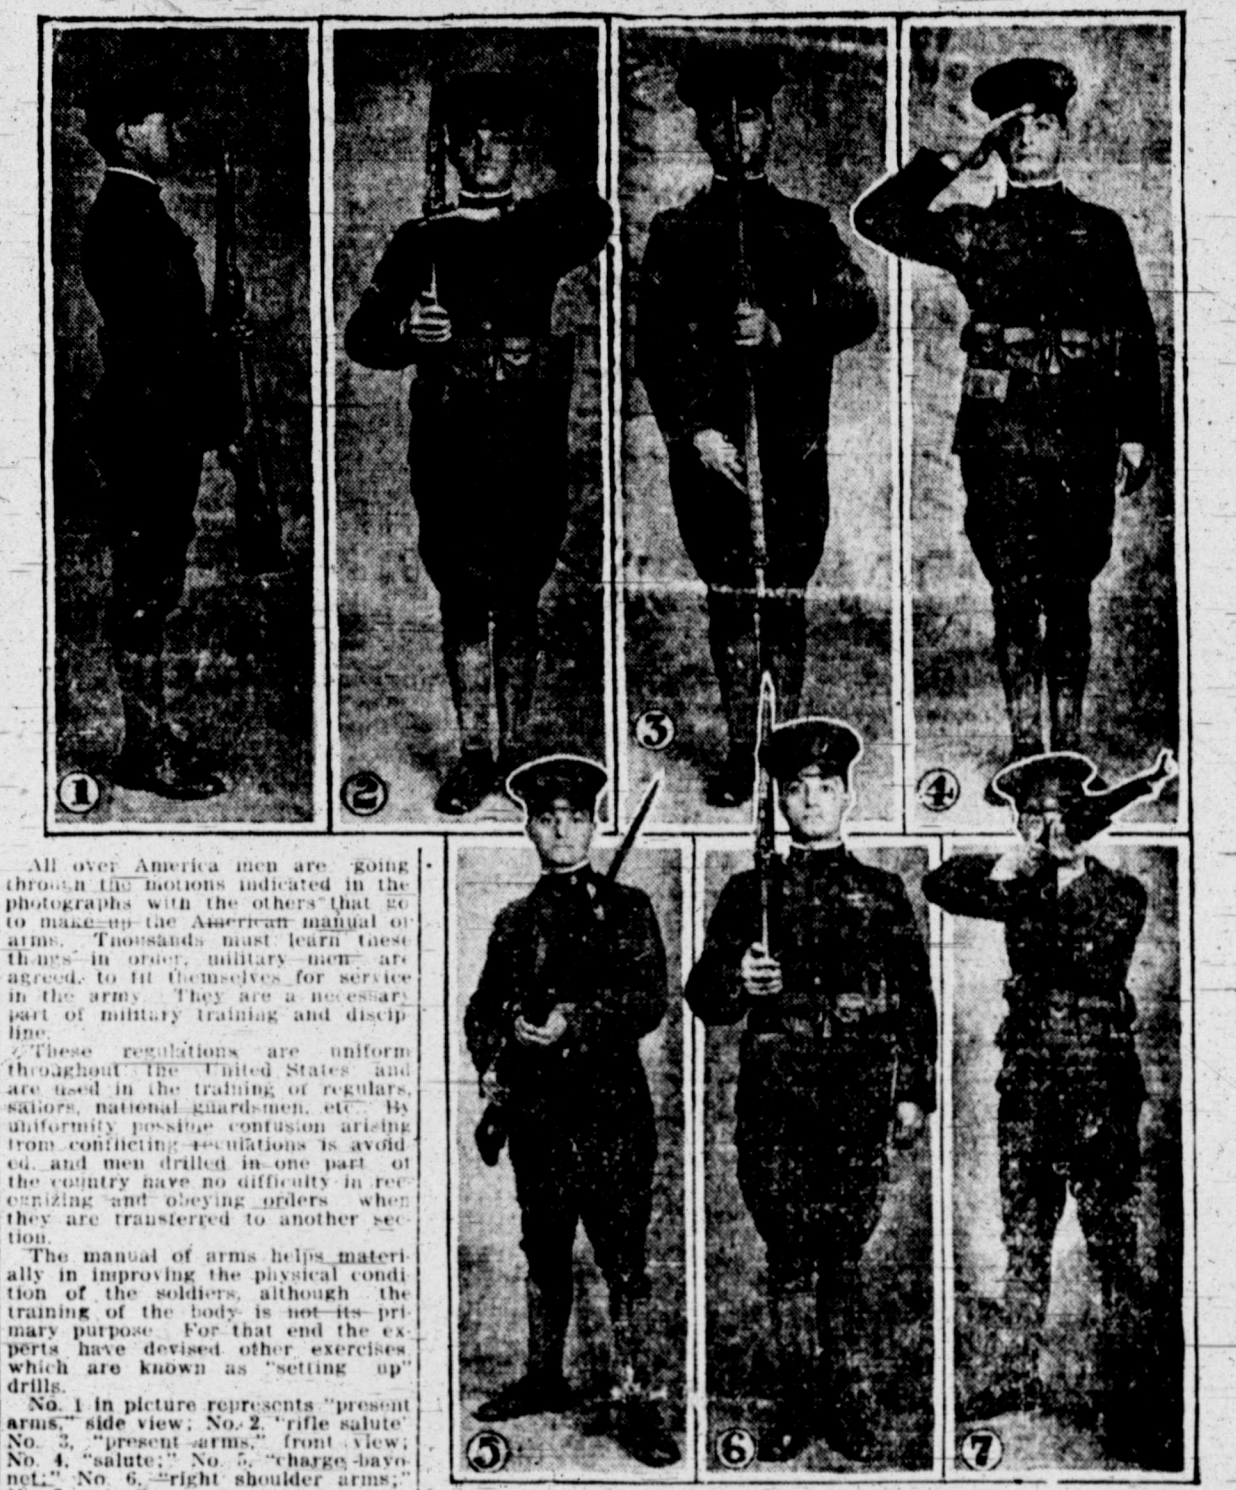 1
2
3
4
5
6
7
All over America men are going
through the motions indicated in the
photographs with the others that go
to make up the American manual of
arms. Thousands must learn these
things in order, military men are
agreed, to fit themselves for service
in the army. They are a necessary
part of military training and discip
line.
These regulations are uniform
throughout the United States and
are used in the training of regulars,
sailors, national guardsmen, etc. By
uniformity possible confusion arising
from conflicting regulations is avoid
ed, and men drilled in one part of
the country have no difficulty in rec
ognizing and obeying orders when
they are transferred to another sec
tion.
The manual of arms helps materi
ally in improving the physical condi
tion of the soldiers, although the
training of the body is not its pri
mary purpose. For that end the ex
perts have devised other exercises
which are known as "setting up"
drills.
No. 1 in picture represents "present
arms," side view; No. 2, "rifle salute"
No. 3, "present arms," front view;
No. 4, "salute;" No. 5, "charge bayo
net;" No. 6, "right shoulder arms;"